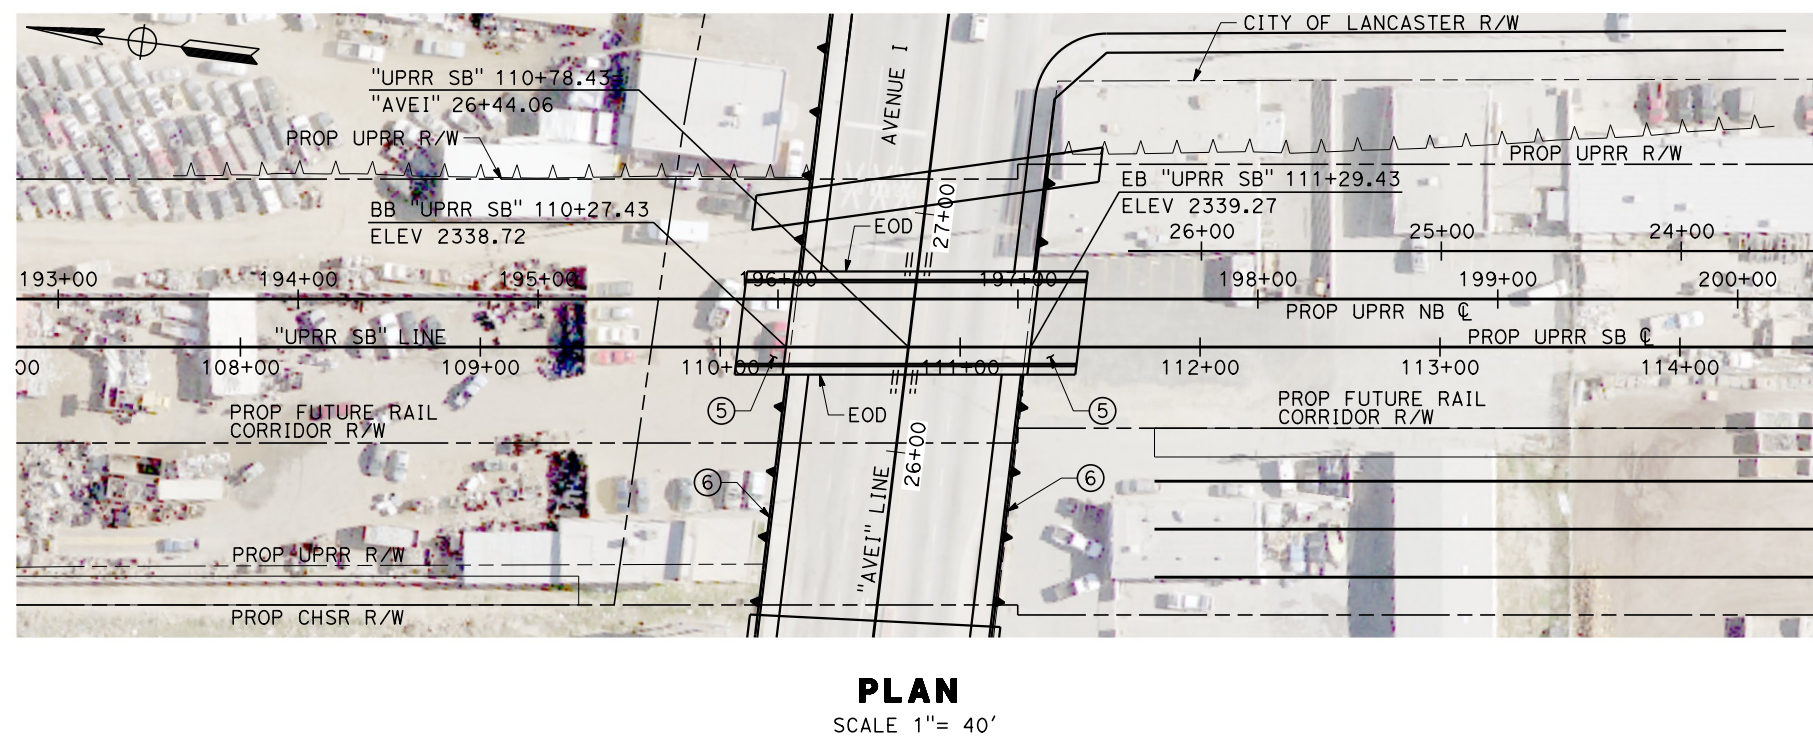 CITY OF LANCASTER R/W
"UPRR SB" 110+78.43=
"AVEI" 26+44.06
AVENUE I
PROP UPRR R/W
PROP UPRR R/W
EB "UPRR SB" 111+29.43
ELEV 2339.27
BB "UPRR SB" 110+27.43
ELEV 2338.72
27+00
EOD
26+00 25+00 24+00
193+00 194+00 195+00 196+00 197+00 198+00 199+00 200+00
PROP UPRR NB ℄
"UPRR SB" LINE
PROP UPRR SB ℄
00 108+00 109+00 110+00 111+00 112+00 113+00 114+00
PROP FUTURE RAIL
CORRIDOR R/W
5
EOD
5
PROP FUTURE RAIL
CORRIDOR R/W
26+00
6
"AVEI" LINE
6
PROP UPRR R/W
PROP CHSR R/W
PLAN
SCALE 1"= 40'